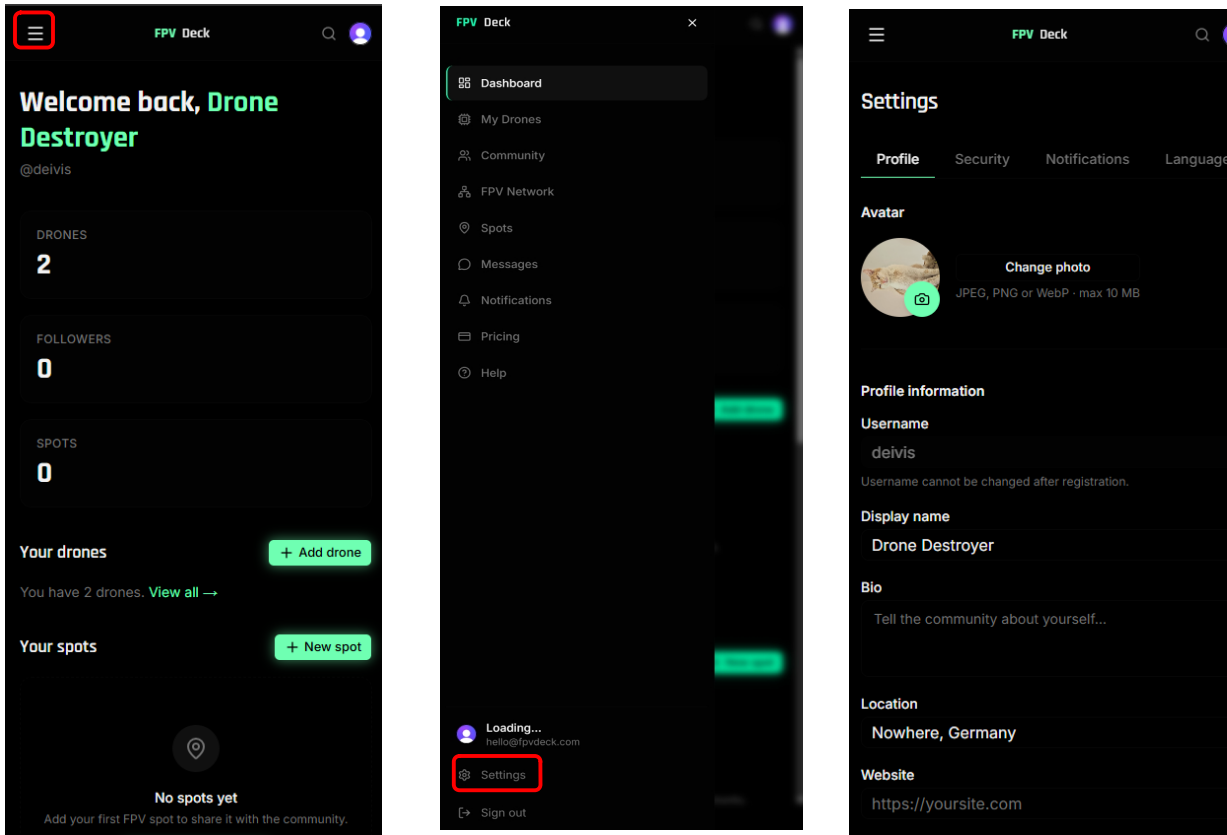 FPV Deck
Welcome back, Drone
Destroyer
@deivis
DRONES
2
FOLLOWERS
0
SPOTS
0
Your drones
+ Add drone
You have 2 drones. View all →
Your spots
+ New spot
No spots yet
Add your first FPV spot to share it with the community.
FPV Deck
Dashboard
My Drones
Community
FPV Network
Spots
Messages
Notifications
Pricing
Help
Loading...
hello@fpvdeck.com
Settings
Sign out
FPV Deck
Settings
Profile Security Notifications Language
Avatar
Change photo
JPEG, PNG or WebP · max 10 MB
Profile information
Username
deivis
Username cannot be changed after registration.
Display name
Drone Destroyer
Bio
Tell the community about yourself...
Location
Nowhere, Germany
Website
https://yoursite.com